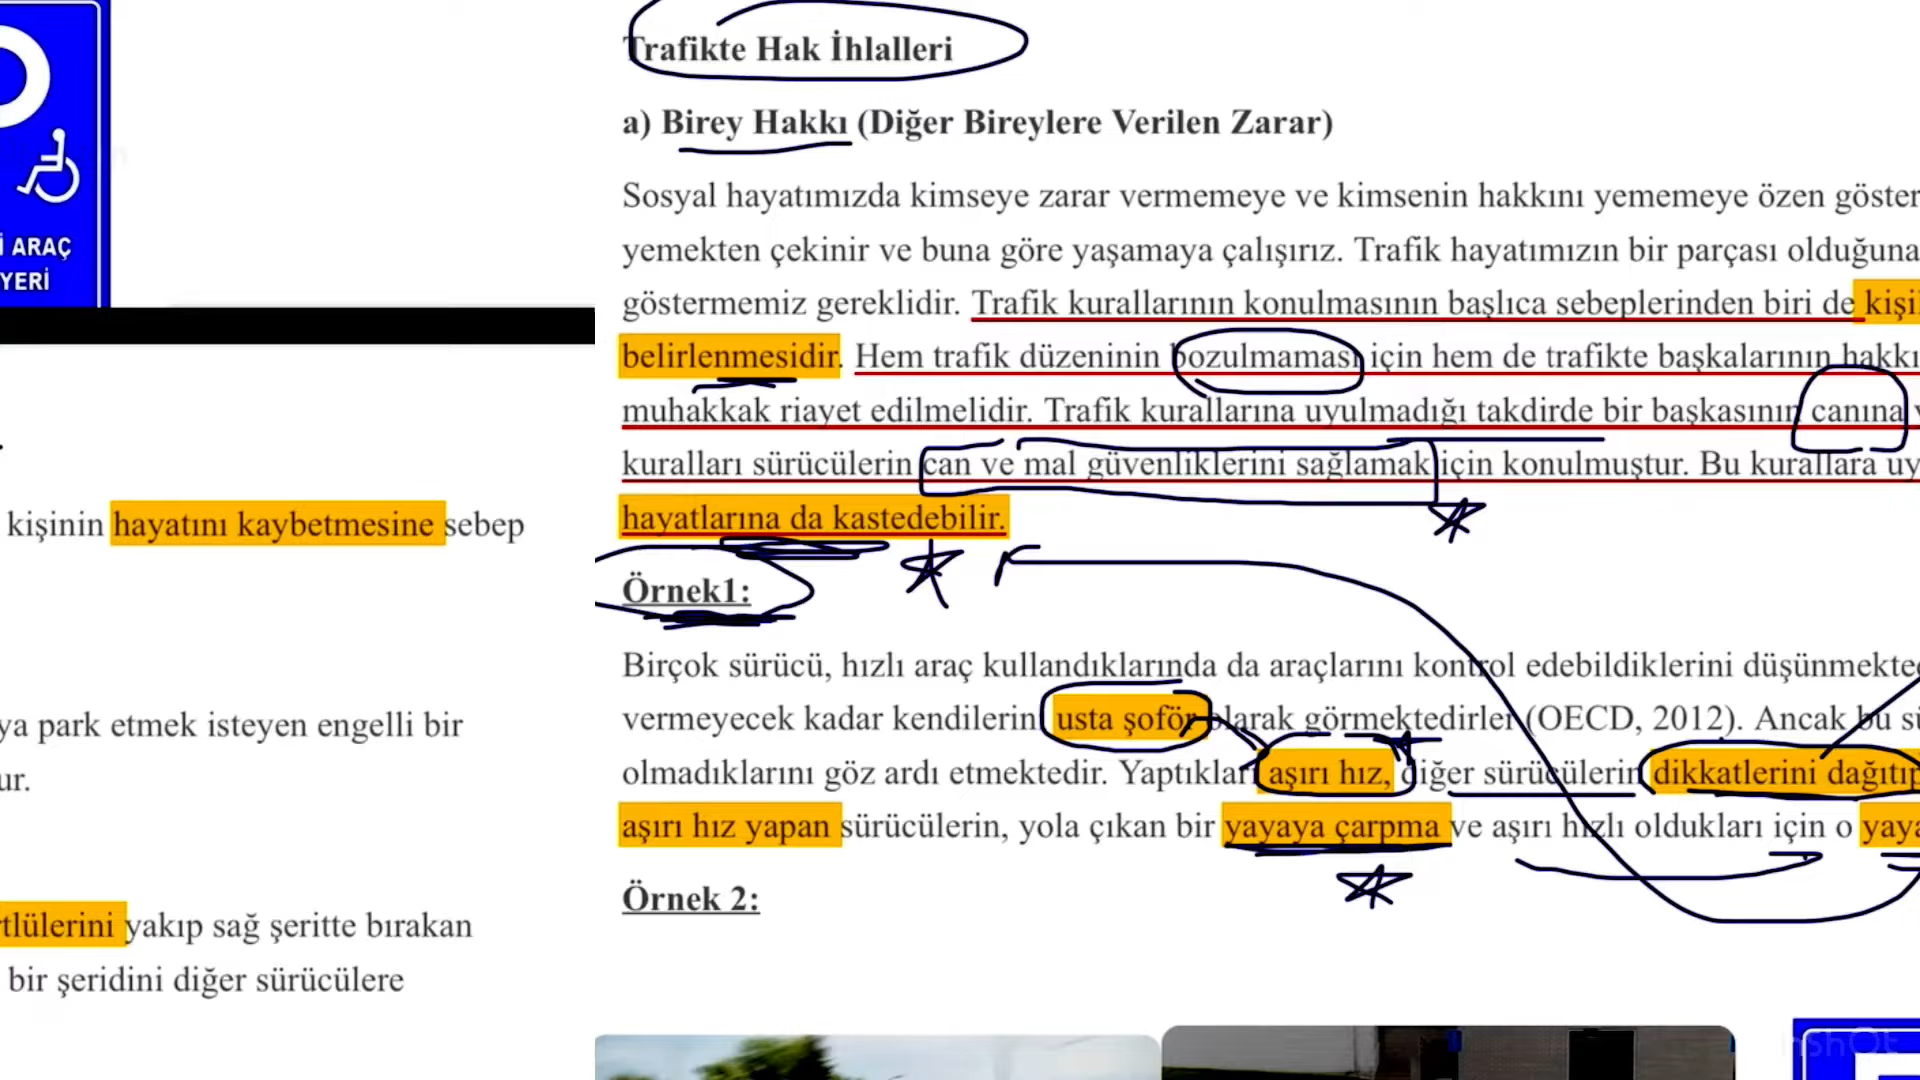 İ ARAÇ
YERİ
kişinin hayatını kaybetmesine sebep
ya park etmek isteyen engelli bir
ur.
rtlülerini yakıp sağ şeritte bırakan
bir şeridini diğer sürücülere
Trafikte Hak İhlalleri
a) Birey Hakkı (Diğer Bireylere Verilen Zarar)
Sosyal hayatımızda kimseye zarar vermemeye ve kimsenin hakkını yememeye özen göster
yemekten çekinir ve buna göre yaşamaya çalışırız. Trafik hayatımızın bir parçası olduğuna
göstermemiz gereklidir. Trafik kurallarının konulmasının başlıca sebeplerinden biri de kişil
belirlenmesidir. Hem trafik düzeninin bozulmaması için hem de trafikte başkalarının hakkı
muhakkak riayet edilmelidir. Trafik kurallarına uyulmadığı takdirde bir başkasının canına v
kuralları sürücülerin can ve mal güvenliklerini sağlamak için konulmuştur. Bu kurallara uy
hayatlarına da kastedebilir.
Örnek1:
Birçok sürücü, hızlı araç kullandıklarında da araçlarını kontrol edebildiklerini düşünmekte
vermeyecek kadar kendilerini usta şoför olarak görmektedirler (OECD, 2012). Ancak bu sü
olmadıklarını göz ardı etmektedir. Yaptıkları aşırı hız, diğer sürücülerin dikkatlerini dağıtıp
aşırı hız yapan sürücülerin, yola çıkan bir yayaya çarpma ve aşırı hızlı oldukları için o yaya
Örnek 2:
InShOt